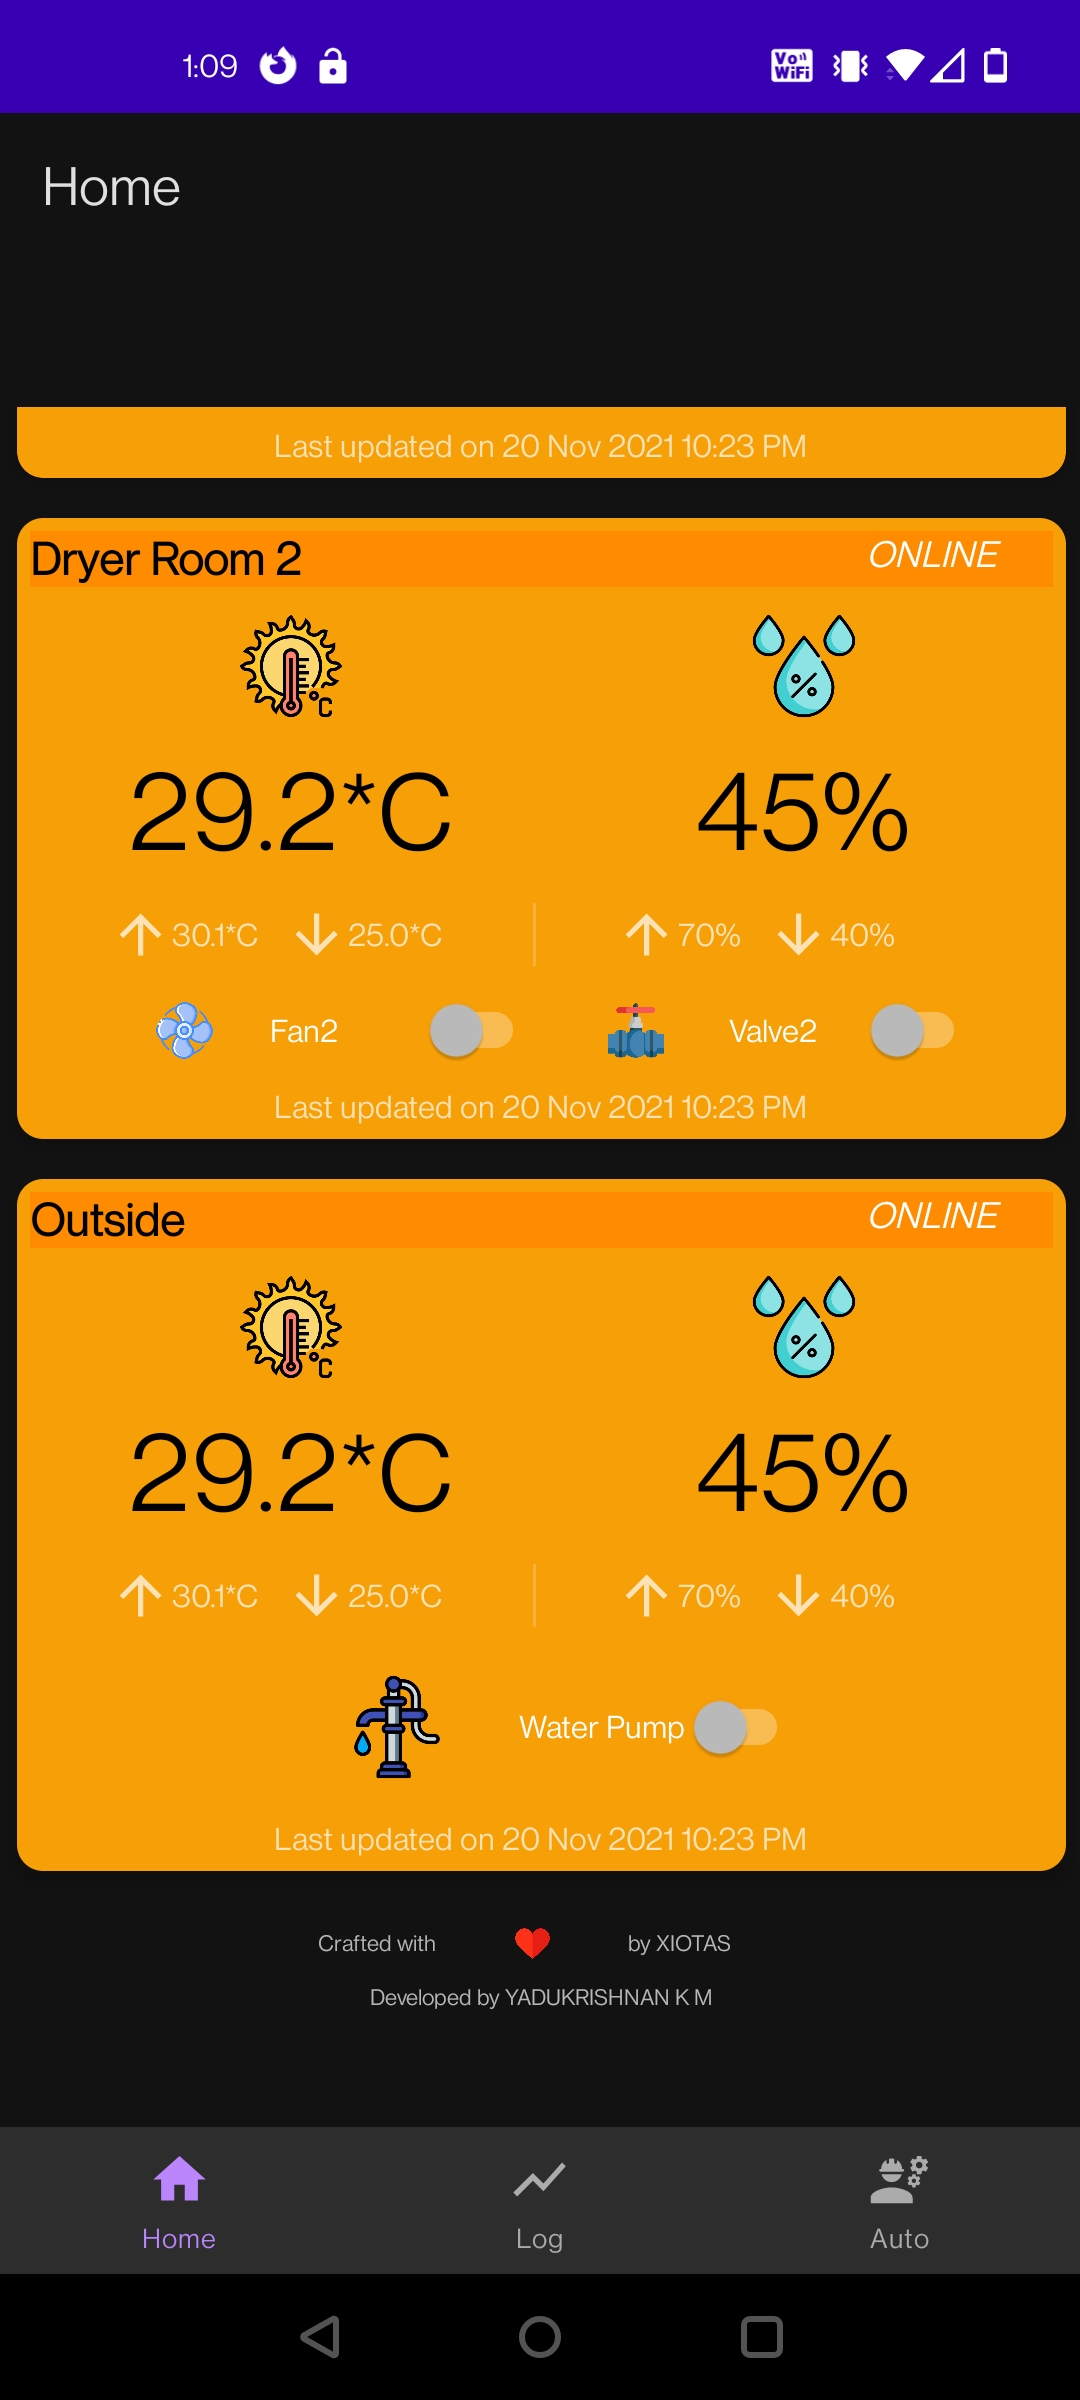 1:09
Vo WiFi
Home
Last updated on 20 Nov 2021 10:23 PM
Dryer Room 2 ONLINE
°C %
29.2*C 45%
30.1*C 25.0*C 70% 40%
Fan2 Valve2
Last updated on 20 Nov 2021 10:23 PM
Outside ONLINE
°C %
29.2*C 45%
30.1*C 25.0*C 70% 40%
Water Pump
Last updated on 20 Nov 2021 10:23 PM
Crafted with by XIOTAS
Developed by YADUKRISHNAN K M
Home Log Auto